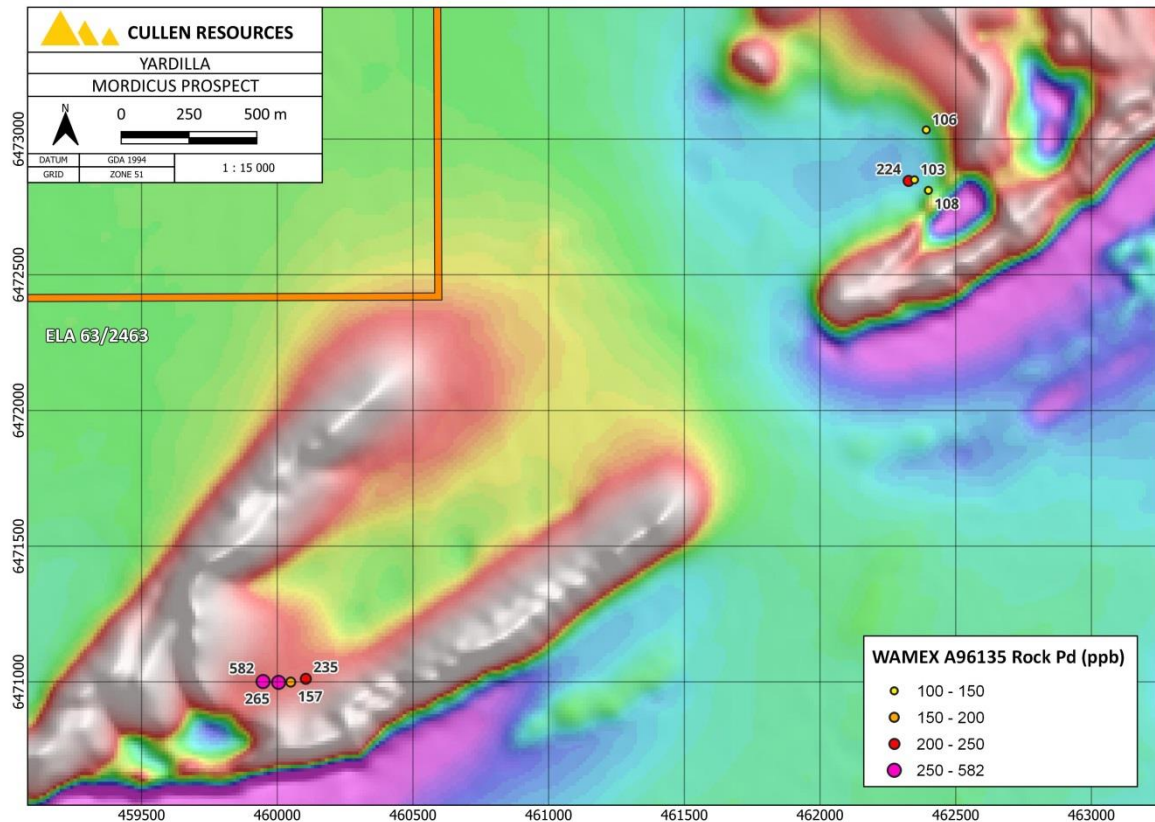 CULLEN RESOURCES
YARDILLA
MORDICUS PROSPECT
N
0 250 500 m
DATUM GDA 1994
GRID ZONE 51
1 : 15 000
6473000
6472500
6472000
6471500
6471000
ELA 63/2463
106
224 103
108
582 235
265 157
WAMEX A96135 Rock Pd (ppb)
100 - 150
150 - 200
200 - 250
250 - 582
459500 460000 460500 461000 461500 462000 462500 463000